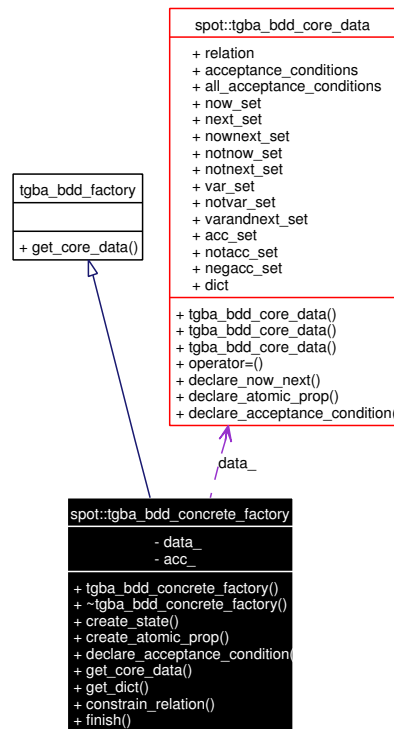 spot::tgba_bdd_core_data
+ relation
+ acceptance_conditions
+ all_acceptance_conditions
+ now_set
+ next_set
+ nownext_set
+ notnow_set
+ notnext_set
+ var_set
+ notvar_set
+ varandnext_set
+ acc_set
+ notacc_set
+ negacc_set
+ dict
+ tgba_bdd_core_data()
+ tgba_bdd_core_data()
+ tgba_bdd_core_data()
+ operator=()
+ declare_now_next()
+ declare_atomic_prop()
+ declare_acceptance_condition(
tgba_bdd_factory
+ get_core_data()
data_
spot::tgba_bdd_concrete_factory
- data_
- acc_
+ tgba_bdd_concrete_factory()
+ ~tgba_bdd_concrete_factory()
+ create_state()
+ create_atomic_prop()
+ declare_acceptance_condition(
+ get_core_data()
+ get_dict()
+ constrain_relation()
+ finish()